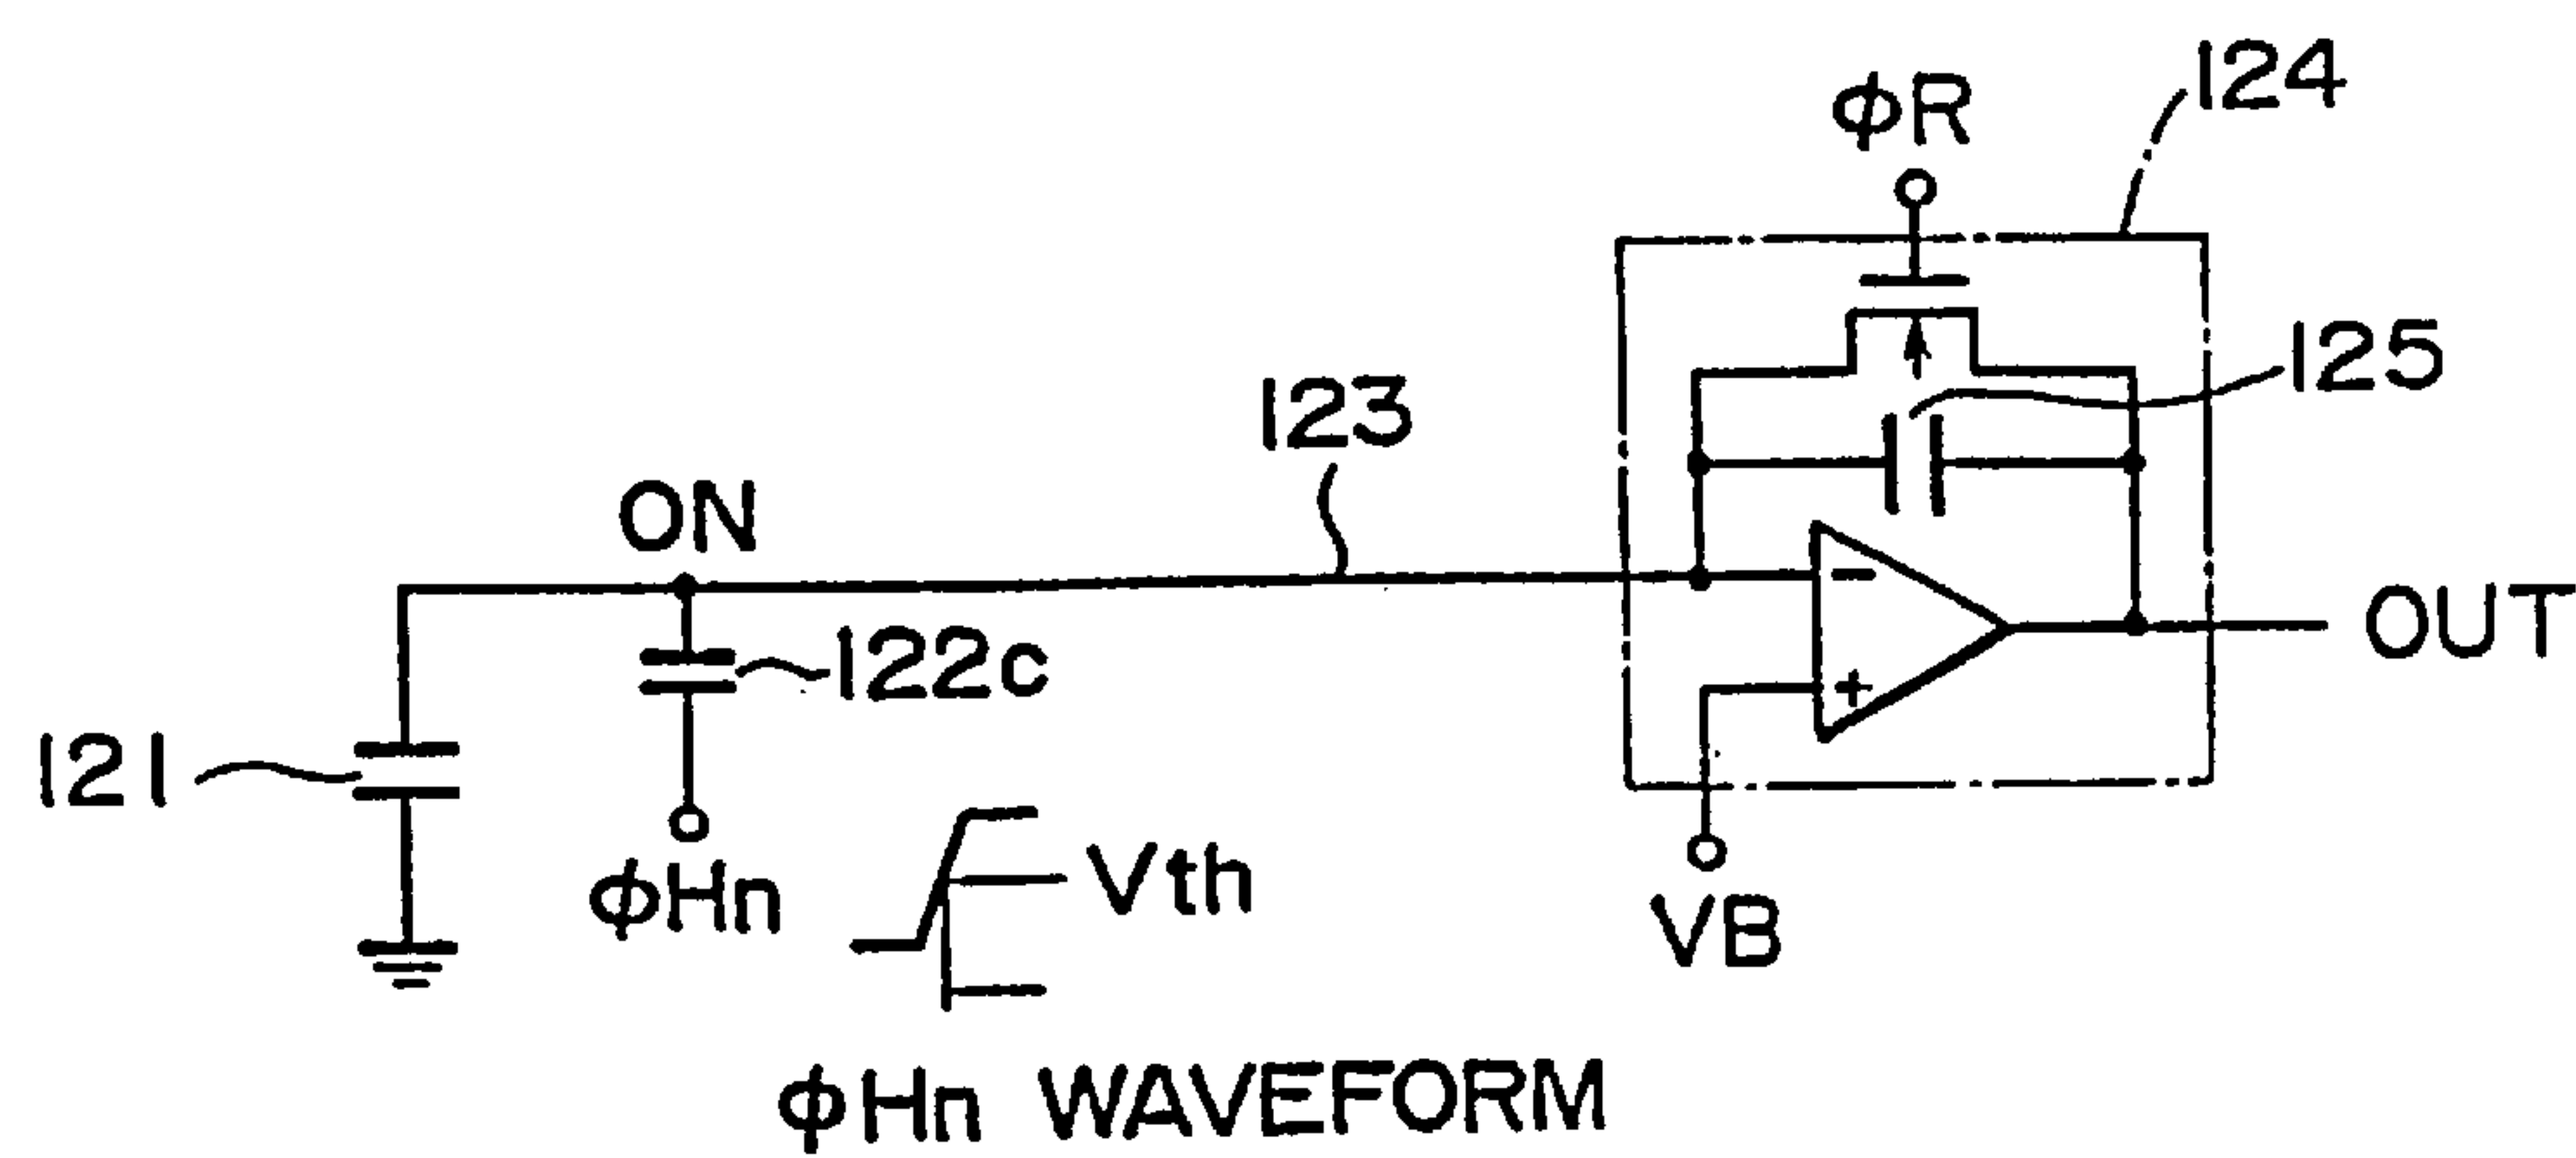 124
φR
125
123
ON
122c
OUT
121
φHn
Vth
VB
φHn WAVEFORM